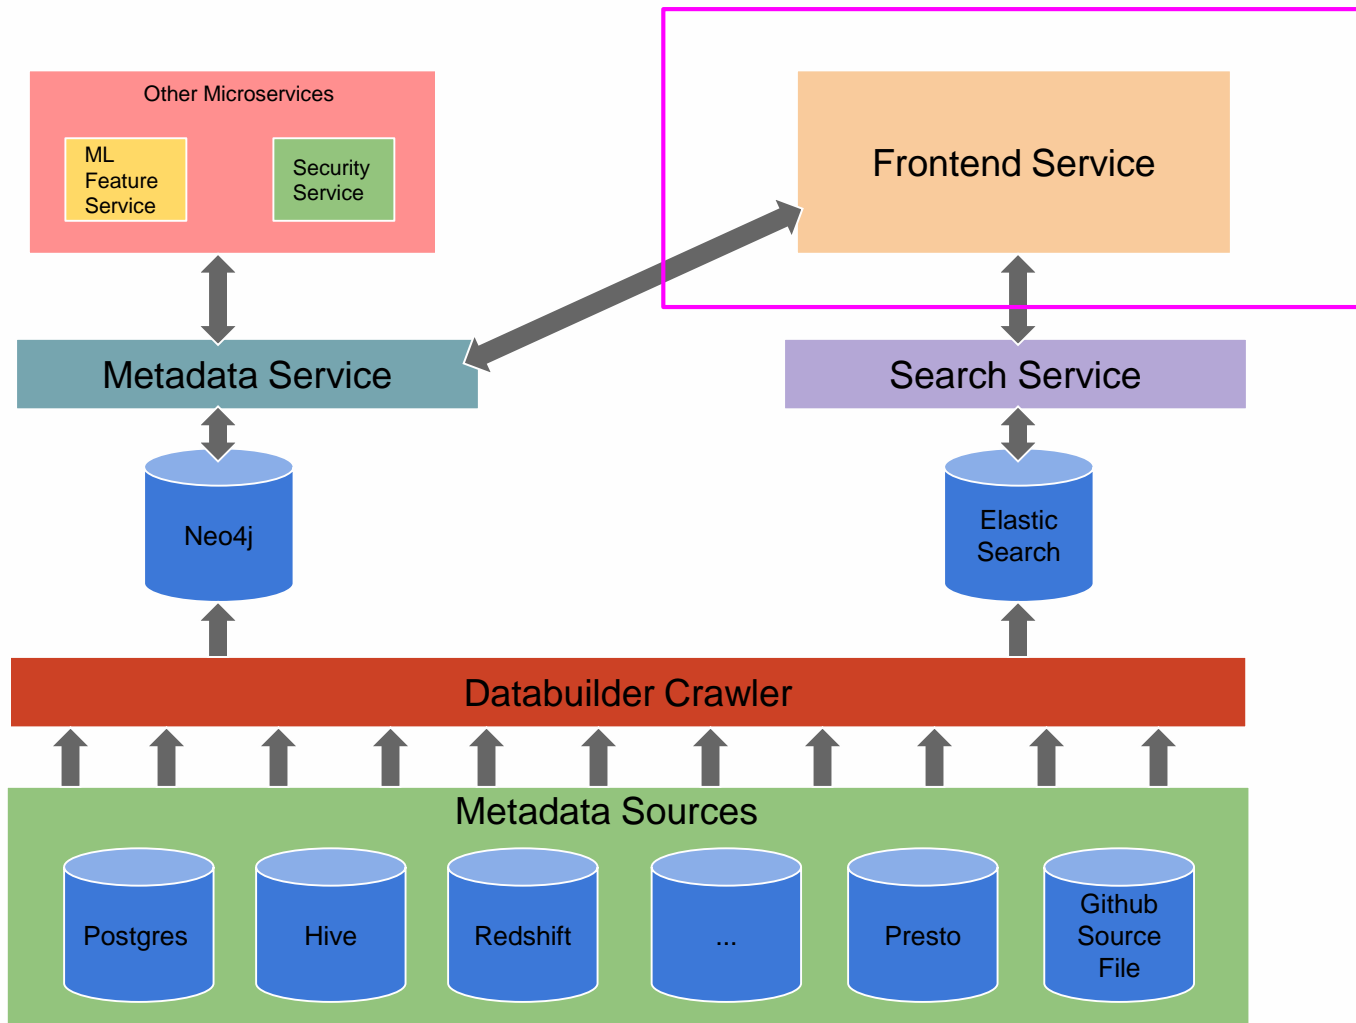 Other Microservices
ML
Feature
Service
Security
Service
Frontend Service
Metadata Service
Search Service
Neo4j
Elastic
Search
Databuilder Crawler
Metadata Sources
Postgres
Hive
Redshift
...
Presto
Github
Source
File